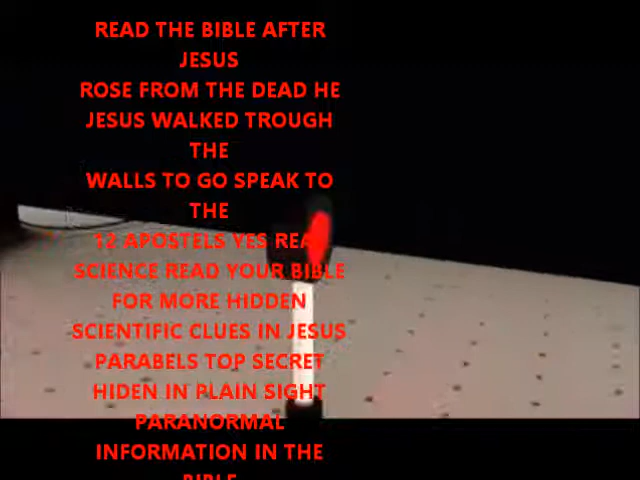 READ THE BIBLE AFTER
JESUS
ROSE FROM THE DEAD HE
JESUS WALKED TROUGH
THE
WALLS TO GO SPEAK TO
THE
12 APOSTELS YES REAL
SCIENCE READ YOUR BIBLE
FOR MORE HIDDEN
SCIENTIFIC CLUES IN JESUS
PARABELS TOP SECRET
HIDEN IN PLAIN SIGHT
PARANORMAL
INFORMATION IN THE
BIBLE